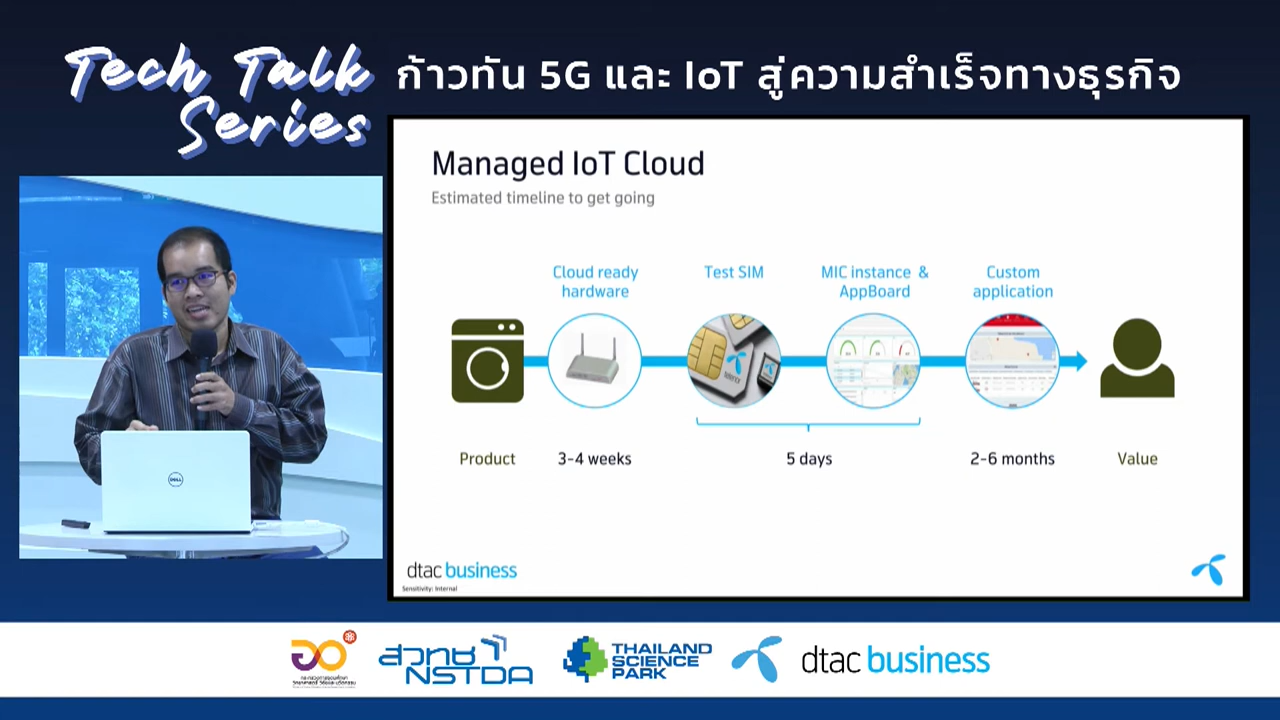 Tech Talk
Series
ก้าวทัน 5G และ IoT สู่ความสำเร็จทางธุรกิจ
Managed IoT Cloud
Estimated timeline to get going
Cloud ready
hardware
Test SIM
MIC instance &
AppBoard
Custom
application
telenor
Product
3-4 weeks
5 days
2-6 months
Value
DELL
dtac business
Sensitivity: Internal
สวทช
NSTDA
THAILAND
SCIENCE
PARK
dtac business